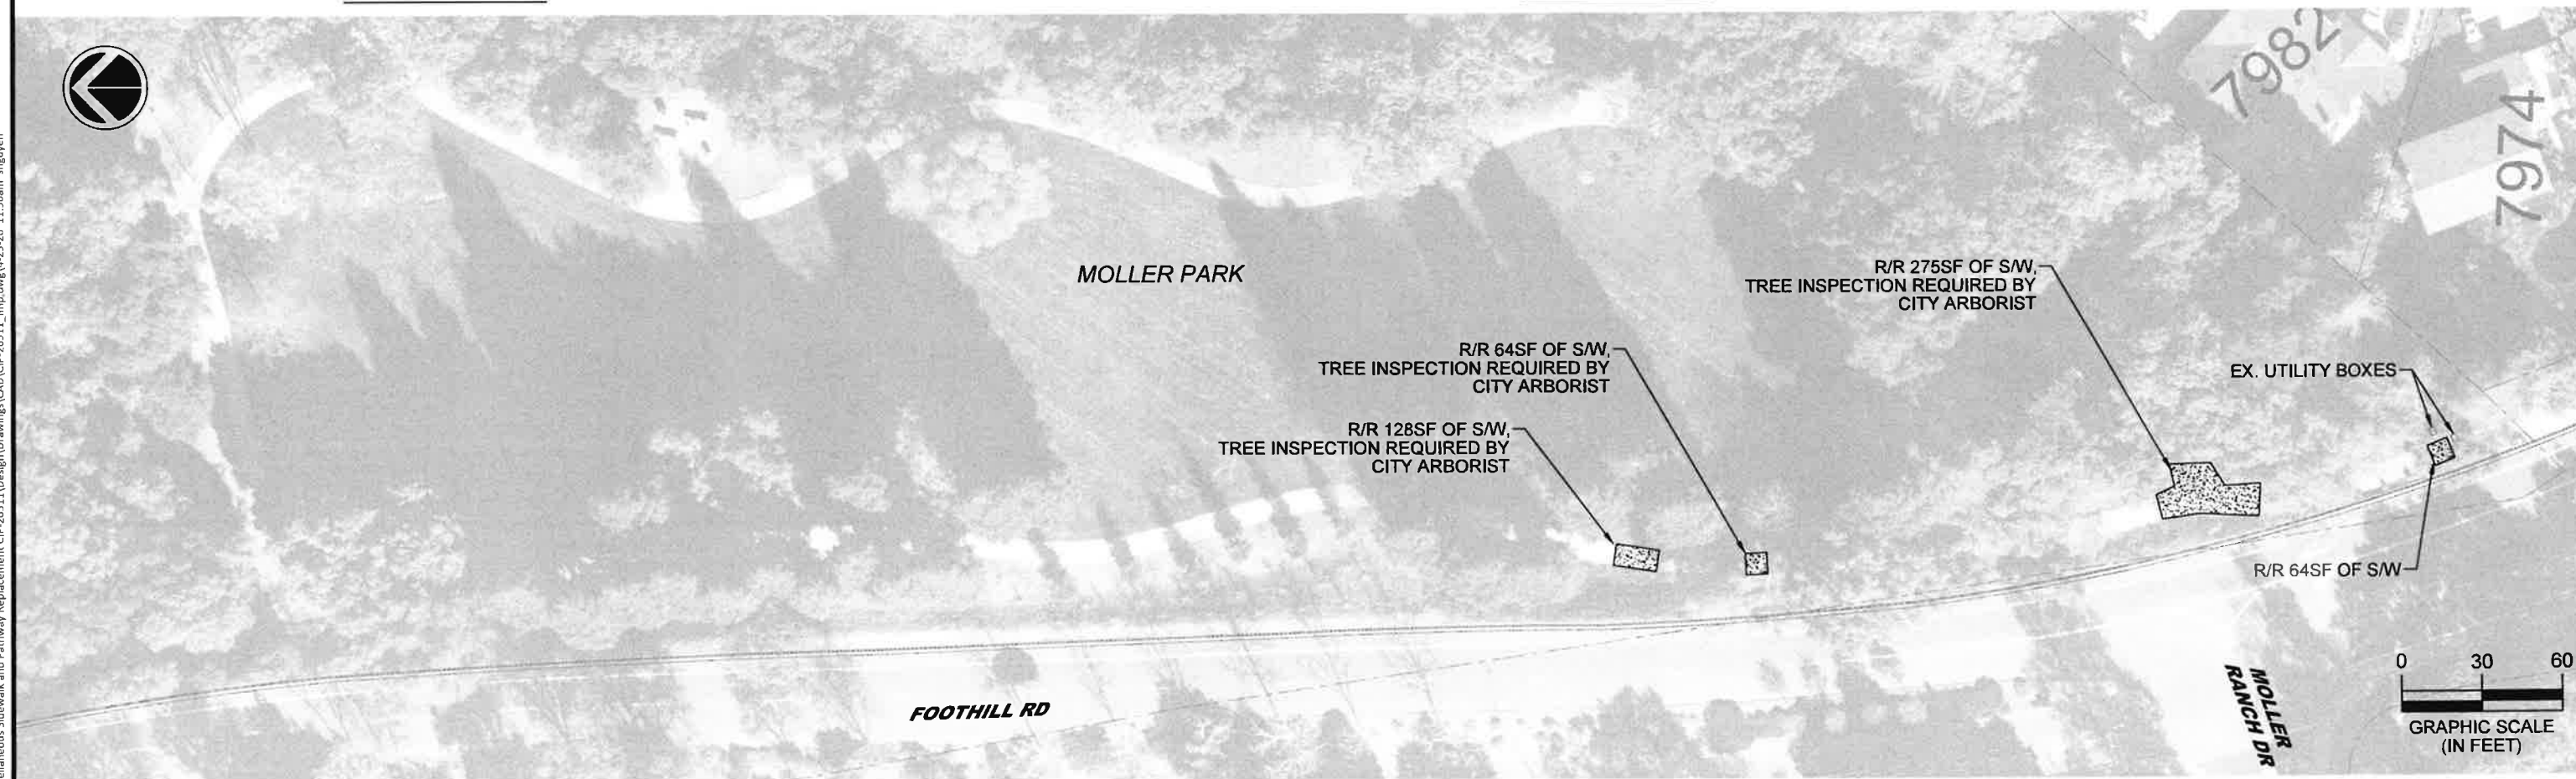 7982
7974
MOLLER PARK
R/R 275SF OF S/W,
TREE INSPECTION REQUIRED BY
CITY ARBORIST
R/R 64SF OF S/W,
TREE INSPECTION REQUIRED BY
CITY ARBORIST
EX. UTILITY BOXES
R/R 128SF OF S/W,
TREE INSPECTION REQUIRED BY
CITY ARBORIST
R/R 64SF OF S/W
FOOTHILL RD
MOLLER
RANCH DR
0 30 60
GRAPHIC SCALE
(IN FEET)